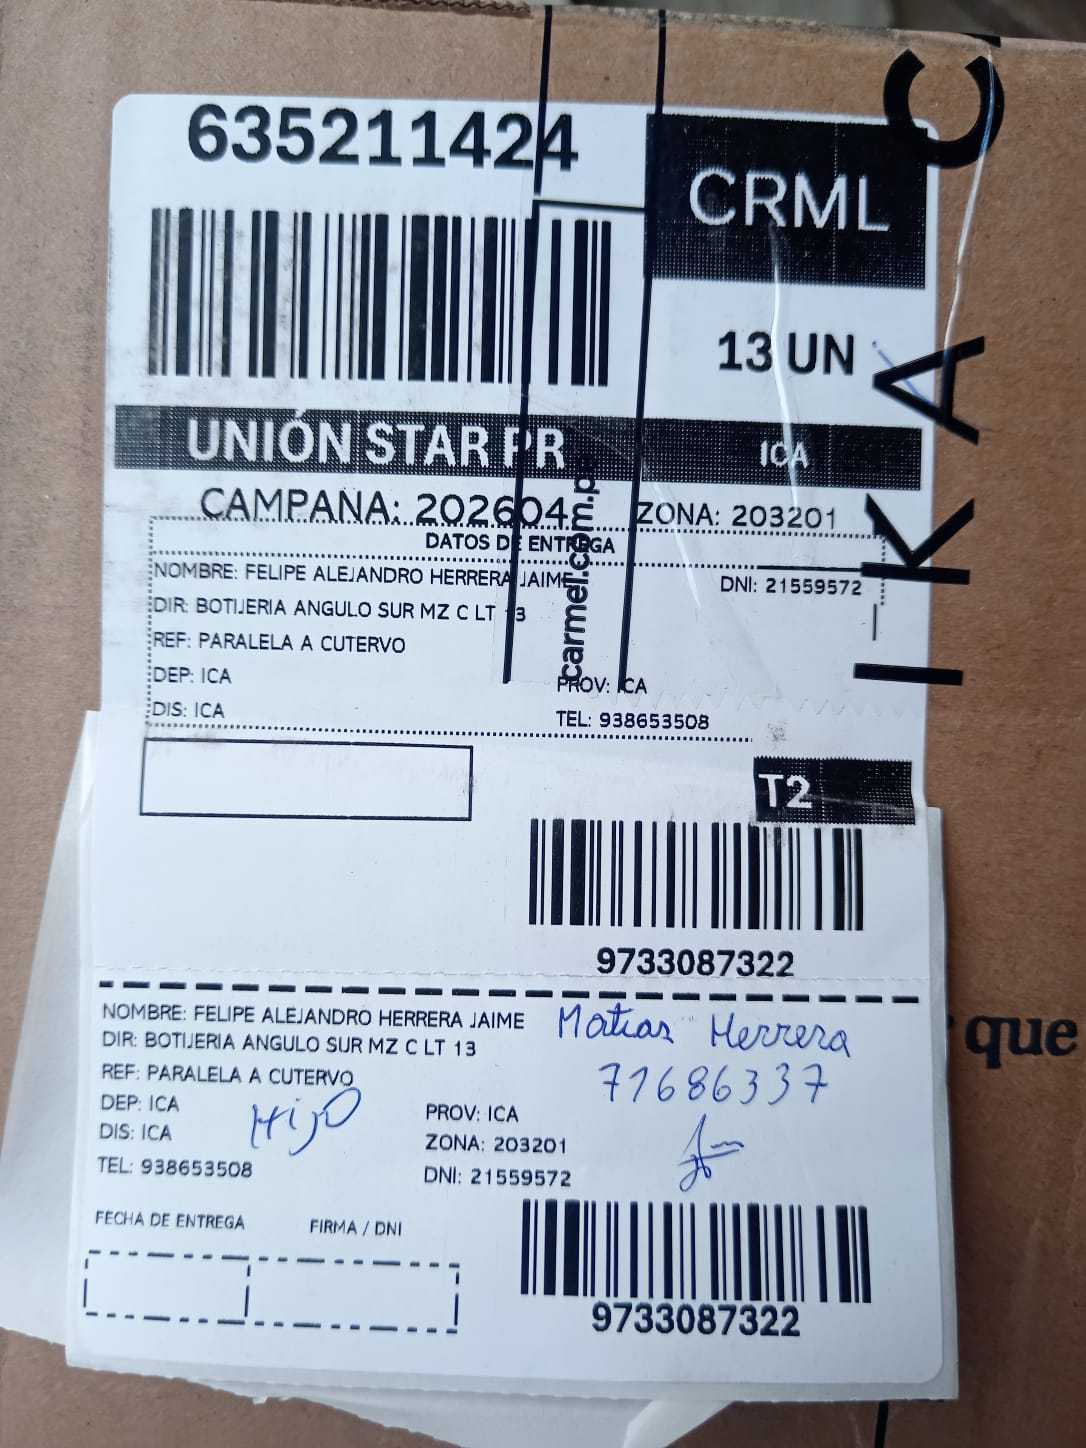 635211424
CRML
13 UN
UNIÓN STAR PR ICA
CAMPAÑA: 202604 ZONA: 203201
DATOS DE ENTREGA
NOMBRE: FELIPE ALEJANDRO HERRERA JAIME DNI: 21559572
DIR: BOTIJERIA ANGULO SUR MZ C LT 13
REF: PARALELA A CUTERVO
DEP: ICA PROV: ICA
DIS: ICA TEL: 938653508
carmel.com.p
C
A
K
I
T2
9733087322
NOMBRE: FELIPE ALEJANDRO HERRERA JAIME
DIR: BOTIJERIA ANGULO SUR MZ C LT 13
REF: PARALELA A CUTERVO
DEP: ICA PROV: ICA
DIS: ICA ZONA: 203201
TEL: 938653508 DNI: 21559572
Matias Herrera
71686337
Hijo
FECHA DE ENTREGA FIRMA / DNI
9733087322
que